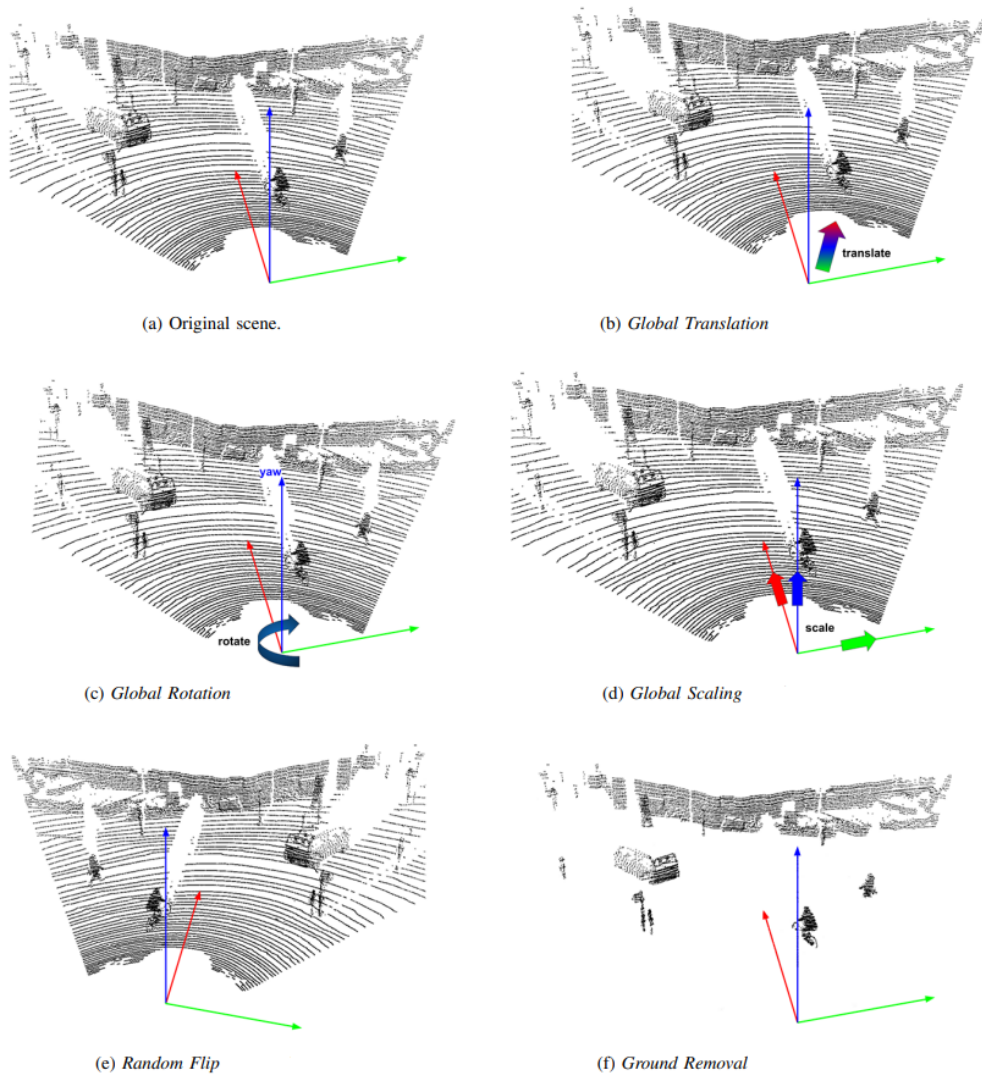 translate
(a) Original scene.
(b) Global Translation
yaw
rotate
scale
(c) Global Rotation
(d) Global Scaling
(e) Random Flip
(f) Ground Removal